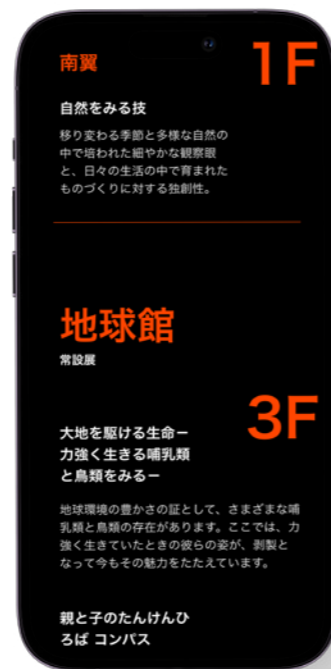 南翼
1F
自然をみる技
移り変わる季節と多様な自然の
中で培われた細やかな観察眼
と、日々の生活の中で育まれた
ものづくりに対する独創性。
地球館
常設展
3F
大地を駆ける生命ー
力強く生きる哺乳類
と鳥類をみるー
地球環境の豊かさの証として、さまざまな哺
乳類と鳥類の存在があります。ここでは、力
強く生きていたときの彼らの姿が、剥製と
なって今もその魅力をたたえています。
親と子のたんけんひ
ろば コンパス